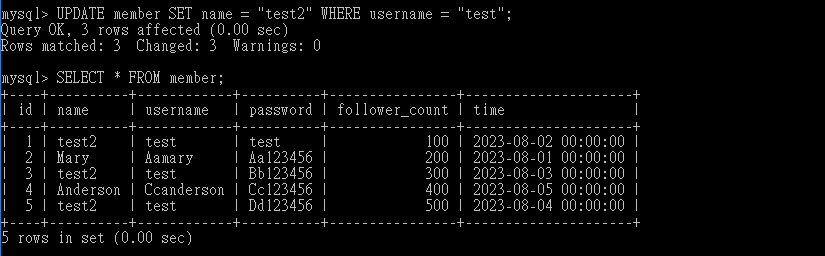 mysql> UPDATE member SET name = "test2" WHERE username = "test";
Query OK, 3 rows affected (0.00 sec)
Rows matched: 3  Changed: 3  Warnings: 0

mysql> SELECT * FROM member;
+----+----------+------------+----------+----------------+---------------------+
| id | name     | username   | password | follower_count | time                |
+----+----------+------------+----------+----------------+---------------------+
|  1 | test2    | test       | test     |            100 | 2023-08-02 00:00:00 |
|  2 | Mary     | Aamary     | Aa123456 |            200 | 2023-08-01 00:00:00 |
|  3 | test2    | test       | Bb123456 |            300 | 2023-08-03 00:00:00 |
|  4 | Anderson | Ccanderson | Cc123456 |            400 | 2023-08-05 00:00:00 |
|  5 | test2    | test       | Dd123456 |            500 | 2023-08-04 00:00:00 |
+----+----------+------------+----------+----------------+---------------------+
5 rows in set (0.00 sec)